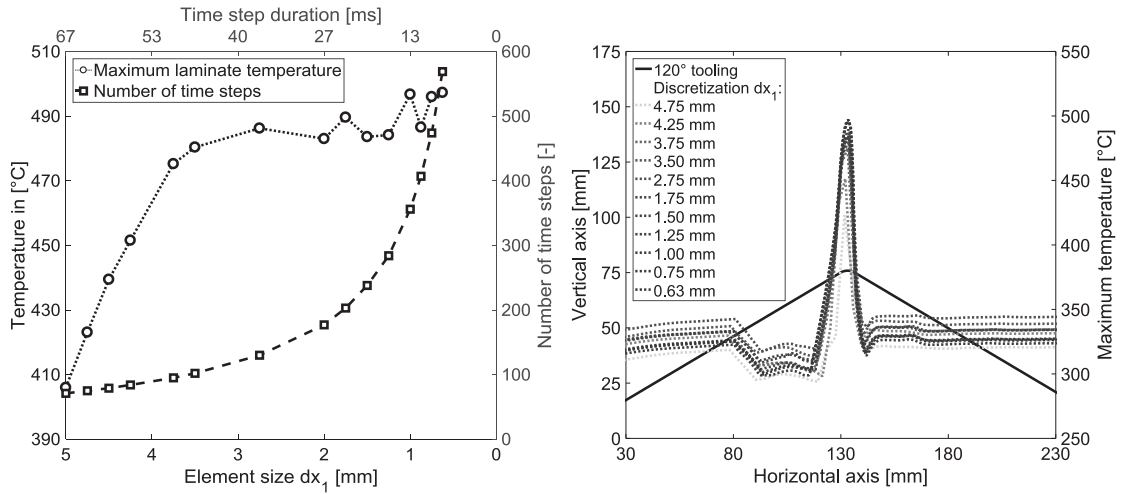 Time step duration [ms]
67 53 40 27 13 0
510
490
470
450
430
410
390
Temperature in [°C]
Maximum laminate temperature
Number of time steps
600
500
400
300
200
100
0
Number of time steps [-]
5 4 3 2 1 0
Element size dx1 [mm]
175
150
125
100
75
50
25
0
Vertical axis [mm]
120° tooling
Discretization dx1:
4.75 mm
4.25 mm
3.75 mm
3.50 mm
2.75 mm
1.75 mm
1.50 mm
1.25 mm
1.00 mm
0.75 mm
0.63 mm
550
500
450
400
350
300
250
Maximum temperature [°C]
30 80 130 180 230
Horizontal axis [mm]